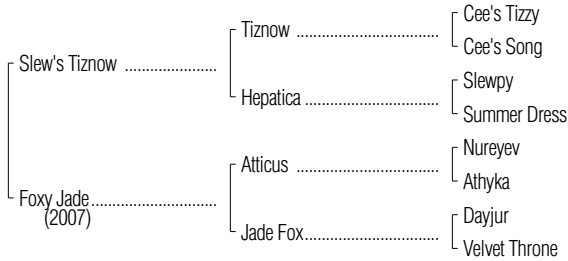 Cee's Tizzy
Tiznow ..............................
Cee's Song
Slew's Tiznow ....................
Slewpy
Hepatica ............................
Summer Dress
Nureyev
Atticus ..............................
Athyka
Foxy Jade ...........................
(2007)
Dayjur
Jade Fox............................
Velvet Throne